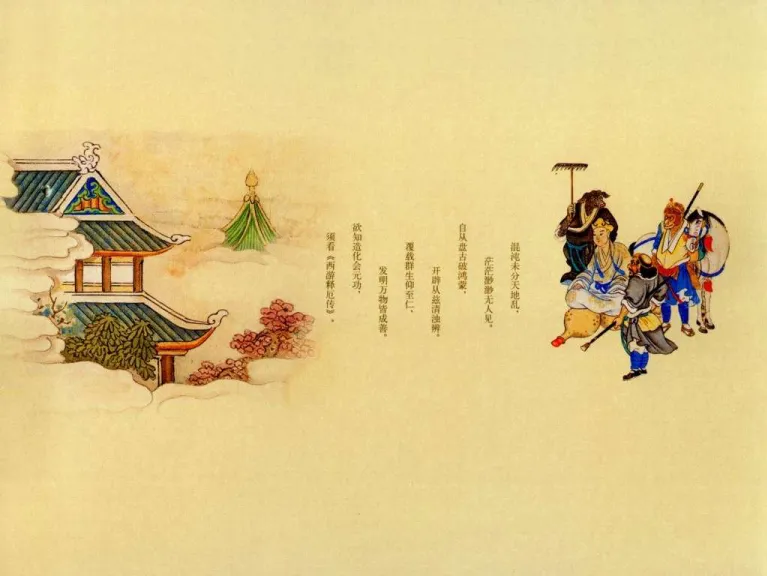 混沌未分天地乱，
茫茫渺渺无人见。
自从盘古破鸿蒙，
开辟从兹清浊辨。
覆载群生仰至仁，
发明万物皆成善。
欲知造化会元功，
须看《西游释厄传》。